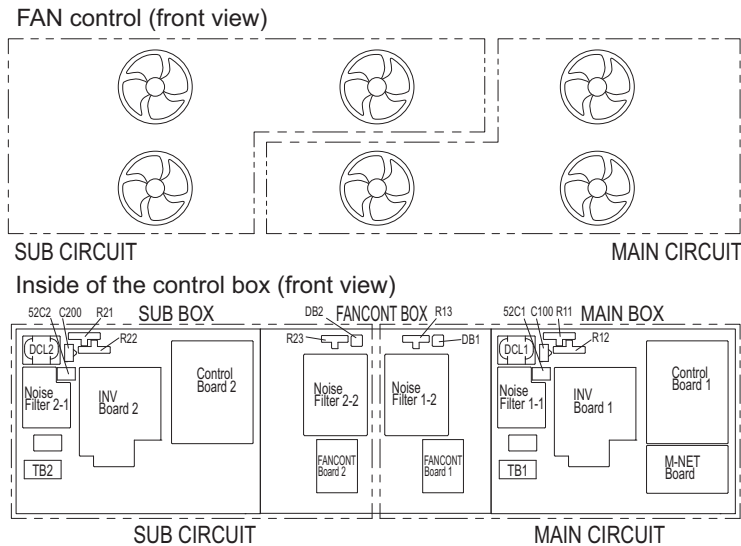 FAN control (front view)
SUB CIRCUIT
MAIN CIRCUIT
Inside of the control box (front view)
52C2 C200 R21 SUB BOX DB2 FANCONT BOX R13 52C1 C100 R11 MAIN BOX
R22 R23 DB1 R12
DCL2
DCL1
Noise
Filter 2-1
INV
Board 2
Control
Board 2
Noise
Filter 2-2
Noise
Filter 1-2
Noise
Filter 1-1
INV
Board 1
Control
Board 1
TB2
FANCONT
Board 2
FANCONT
Board 1
TB1
M-NET
Board
SUB CIRCUIT
MAIN CIRCUIT